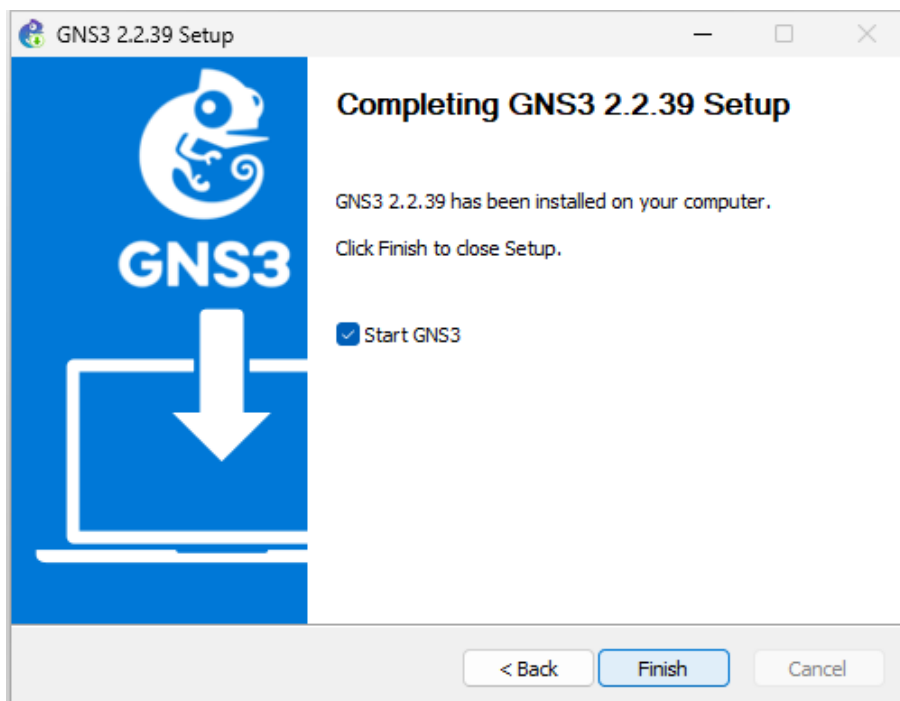 GNS3 2.2.39 Setup
GNS3
Completing GNS3 2.2.39 Setup
GNS3 2.2.39 has been installed on your computer.
Click Finish to close Setup.
Start GNS3
< Back
Finish
Cancel